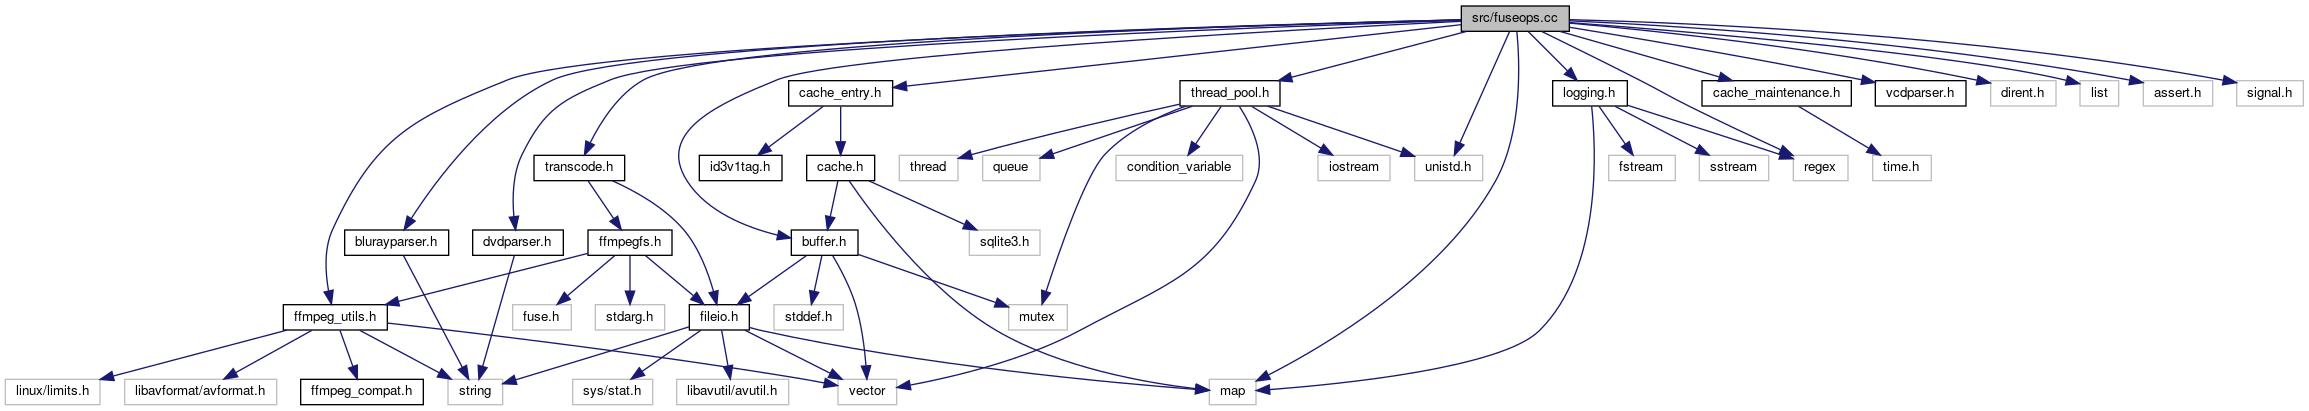 src/fuseops.cc
cache_entry.h
thread_pool.h
logging.h
cache_maintenance.h
vcdparser.h
dirent.h
list
assert.h
signal.h
transcode.h
id3v1tag.h
cache.h
thread
queue
condition_variable
iostream
unistd.h
fstream
sstream
regex
time.h
blurayparser.h
dvdparser.h
ffmpegfs.h
buffer.h
sqlite3.h
ffmpeg_utils.h
fuse.h
stdarg.h
fileio.h
stddef.h
mutex
linux/limits.h
libavformat/avformat.h
ffmpeg_compat.h
string
sys/stat.h
libavutil/avutil.h
vector
map